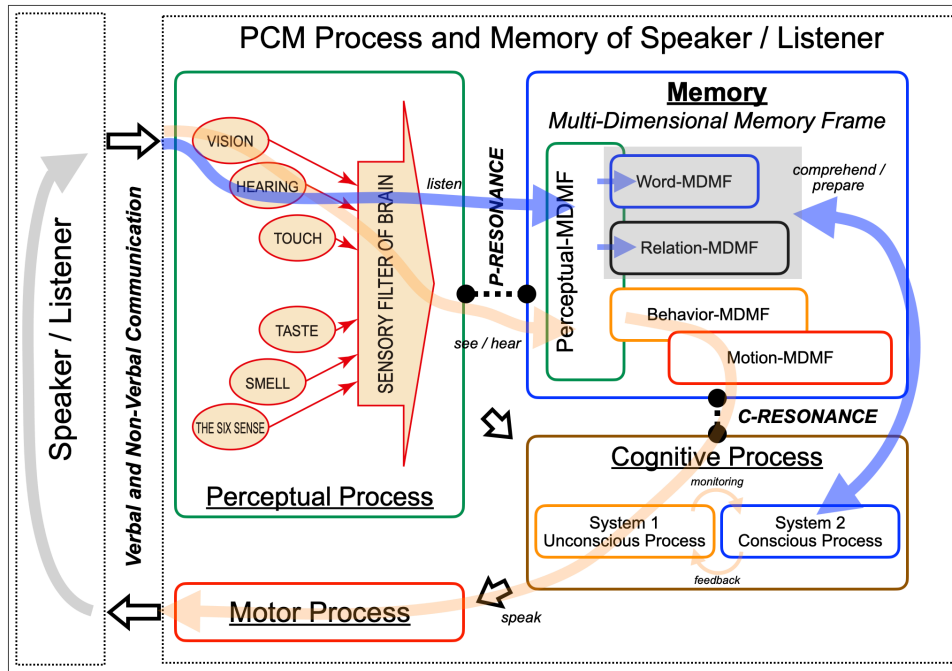 PCM Process and Memory of Speaker / Listener
Speaker / Listener
Verbal and Non-Verbal Communication
VISION
HEARING
TOUCH
TASTE
SMELL
THE SIX SENSE
SENSORY FILTER OF BRAIN
Perceptual Process
listen
see / hear
P-RESONANCE
Memory
Multi-Dimensional Memory Frame
Perceptual-MDMF
Word-MDMF
Relation-MDMF
Behavior-MDMF
Motion-MDMF
comprehend /
prepare
C-RESONANCE
Cognitive Process
monitoring
System 1
Unconscious Process
System 2
Conscious Process
feedback
Motor Process
speak